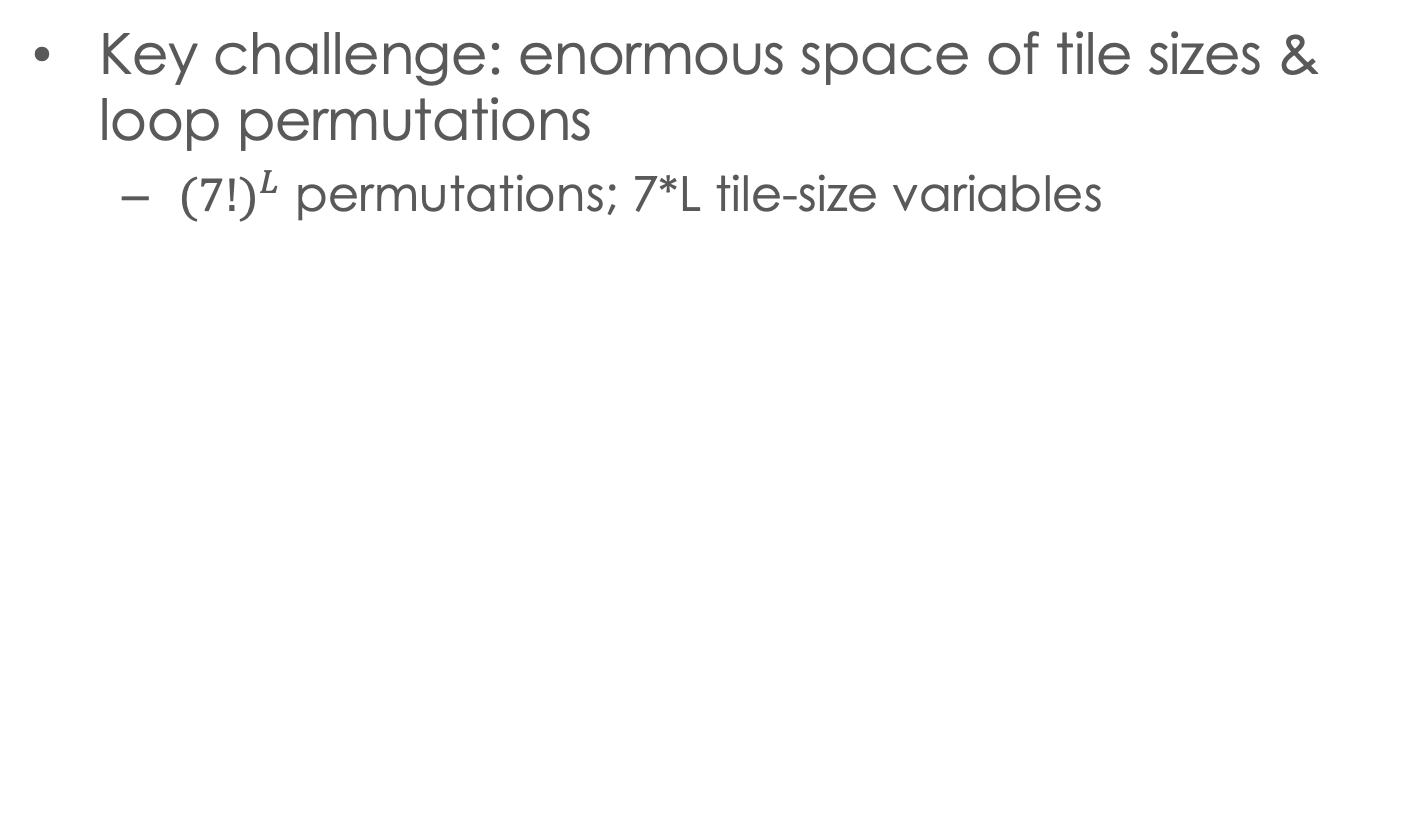 • Key challenge: enormous space of tile sizes &
loop permutations
– (7!)^L permutations; 7*L tile-size variables